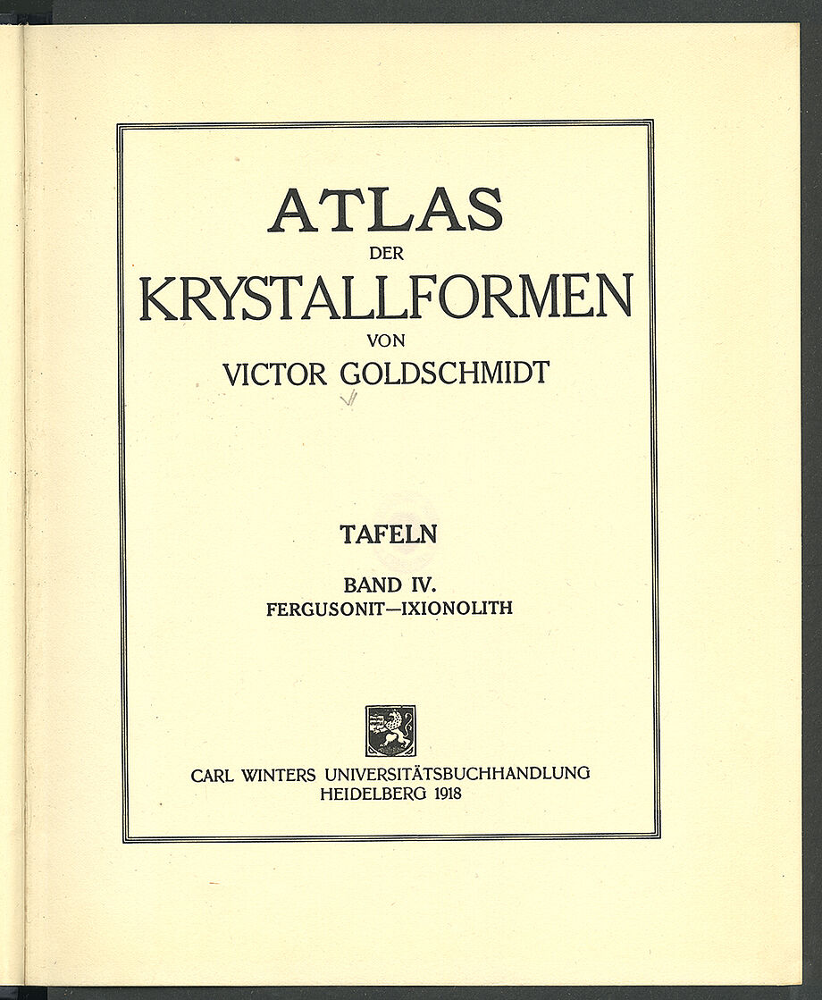 ATLAS
DER
KRYSTALLFORMEN
VON
VICTOR GOLDSCHMIDT
TAFELN
BAND IV.
FERGUSONIT—IXIONOLITH
CARL WINTERS UNIVERSITÄTSBUCHHANDLUNG
HEIDELBERG 1918